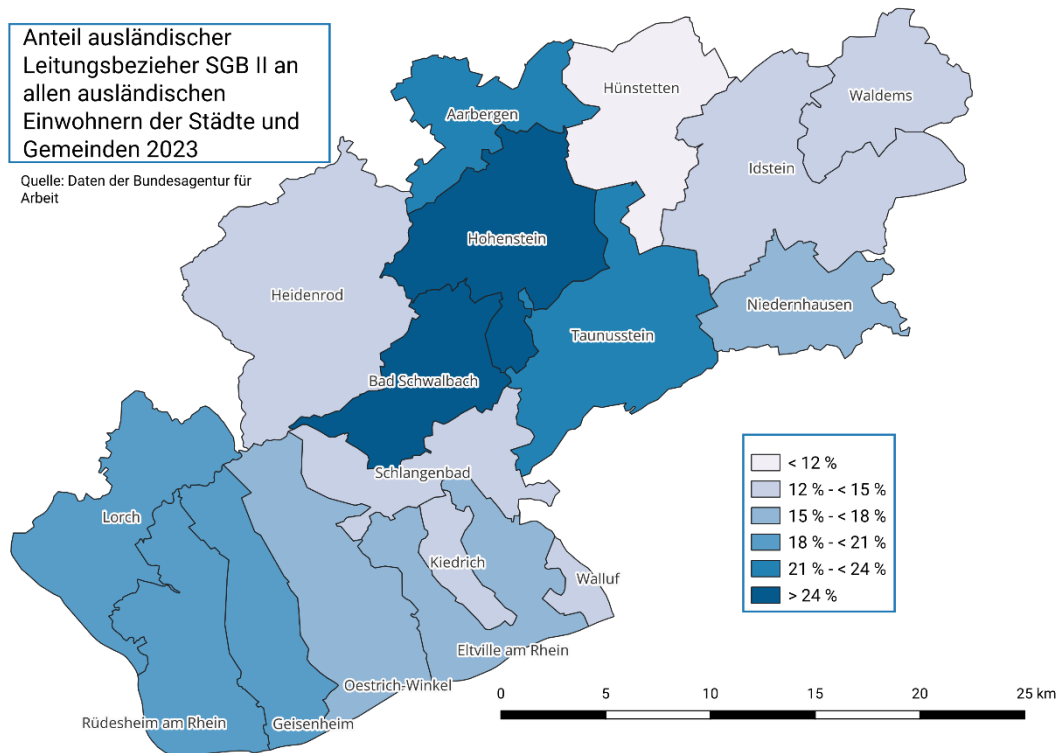 Anteil ausländischer
Leitungsbezieher SGB II an
allen ausländischen
Einwohnern der Städte und
Gemeinden 2023
Quelle: Daten der Bundesagentur für
Arbeit
Hünstetten
Waldems
Aarbergen
Idstein
Hohenstein
Heidenrod
Niedernhausen
Taunusstein
Bad Schwalbach
Schlangenbad
Lorch
Kiedrich
Walluf
Eltville am Rhein
Oestrich-Winkel
Rüdesheim am Rhein
Geisenheim
< 12 %
12 % - < 15 %
15 % - < 18 %
18 % - < 21 %
21 % - < 24 %
> 24 %
0 5 10 15 20 25 km